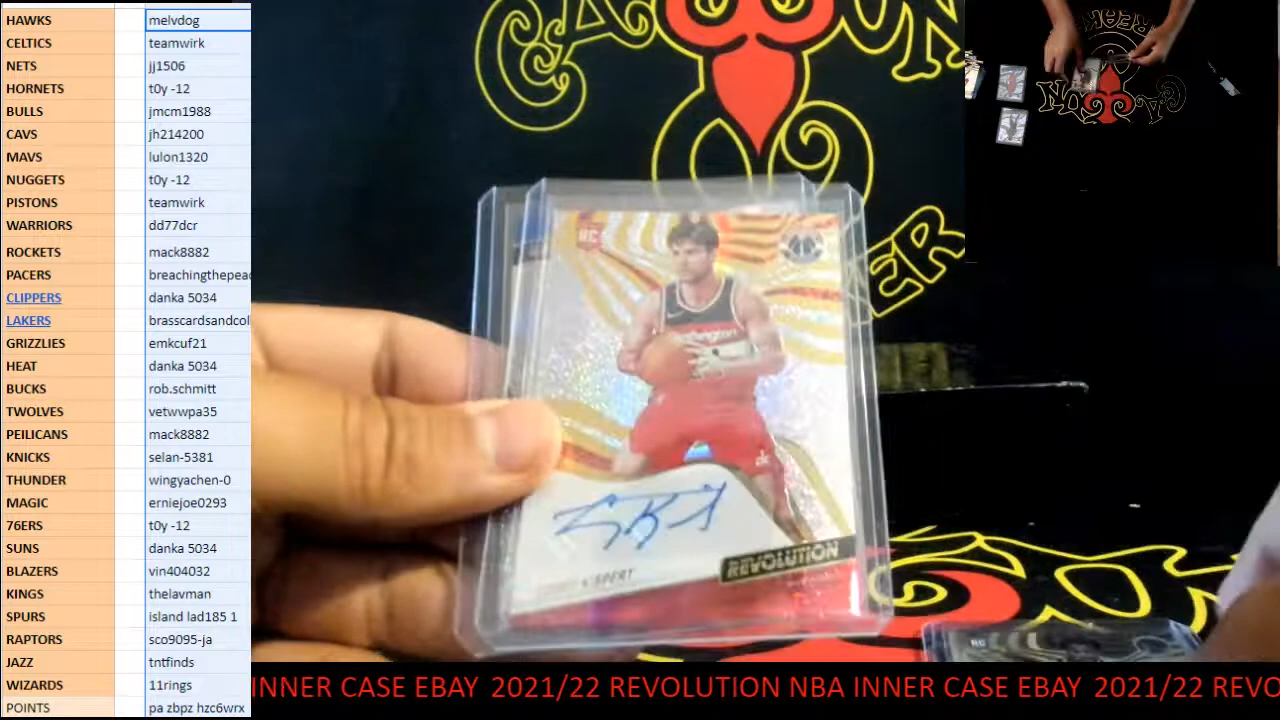 HAWKS melvdog
CELTICS teamwirk
NETS jj1506
HORNETS t0y -12
BULLS jmcm1988
CAVS jh214200
MAVS lulon1320
NUGGETS t0y -12
PISTONS teamwirk
WARRIORS dd77dcr
ROCKETS mack8882
PACERS breachingthepeac
CLIPPERS danka 5034
LAKERS brasscardsandcol
GRIZZLIES emkcuf21
HEAT danka 5034
BUCKS rob.schmitt
TWOLVES vetwwpa35
PEILICANS mack8882
KNICKS selan-5381
THUNDER wingyachen-0
MAGIC erniejoe0293
76ERS t0y -12
SUNS danka 5034
BLAZERS vin404032
KINGS thelavman
SPURS island lad185 1
RAPTORS sco9095-ja
JAZZ tntfinds
WIZARDS 11rings
POINTS pa zbpz hzc6wrx
RC
REVOLUTION
INNER CASE EBAY 2021/22 REVOLUTION NBA INNER CASE EBAY 2021/22 REVO